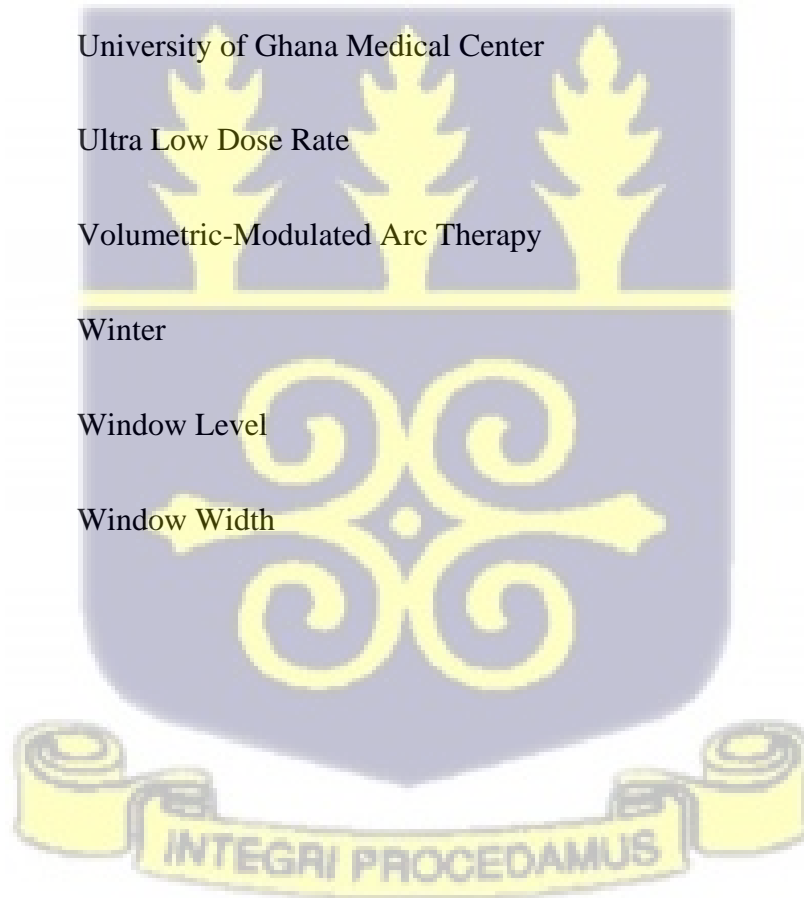 University of Ghana Medical Center
Ultra Low Dose Rate
Volumetric-Modulated Arc Therapy
Winter
Window Level
Window Width
INTEGRI PROCEDAMUS